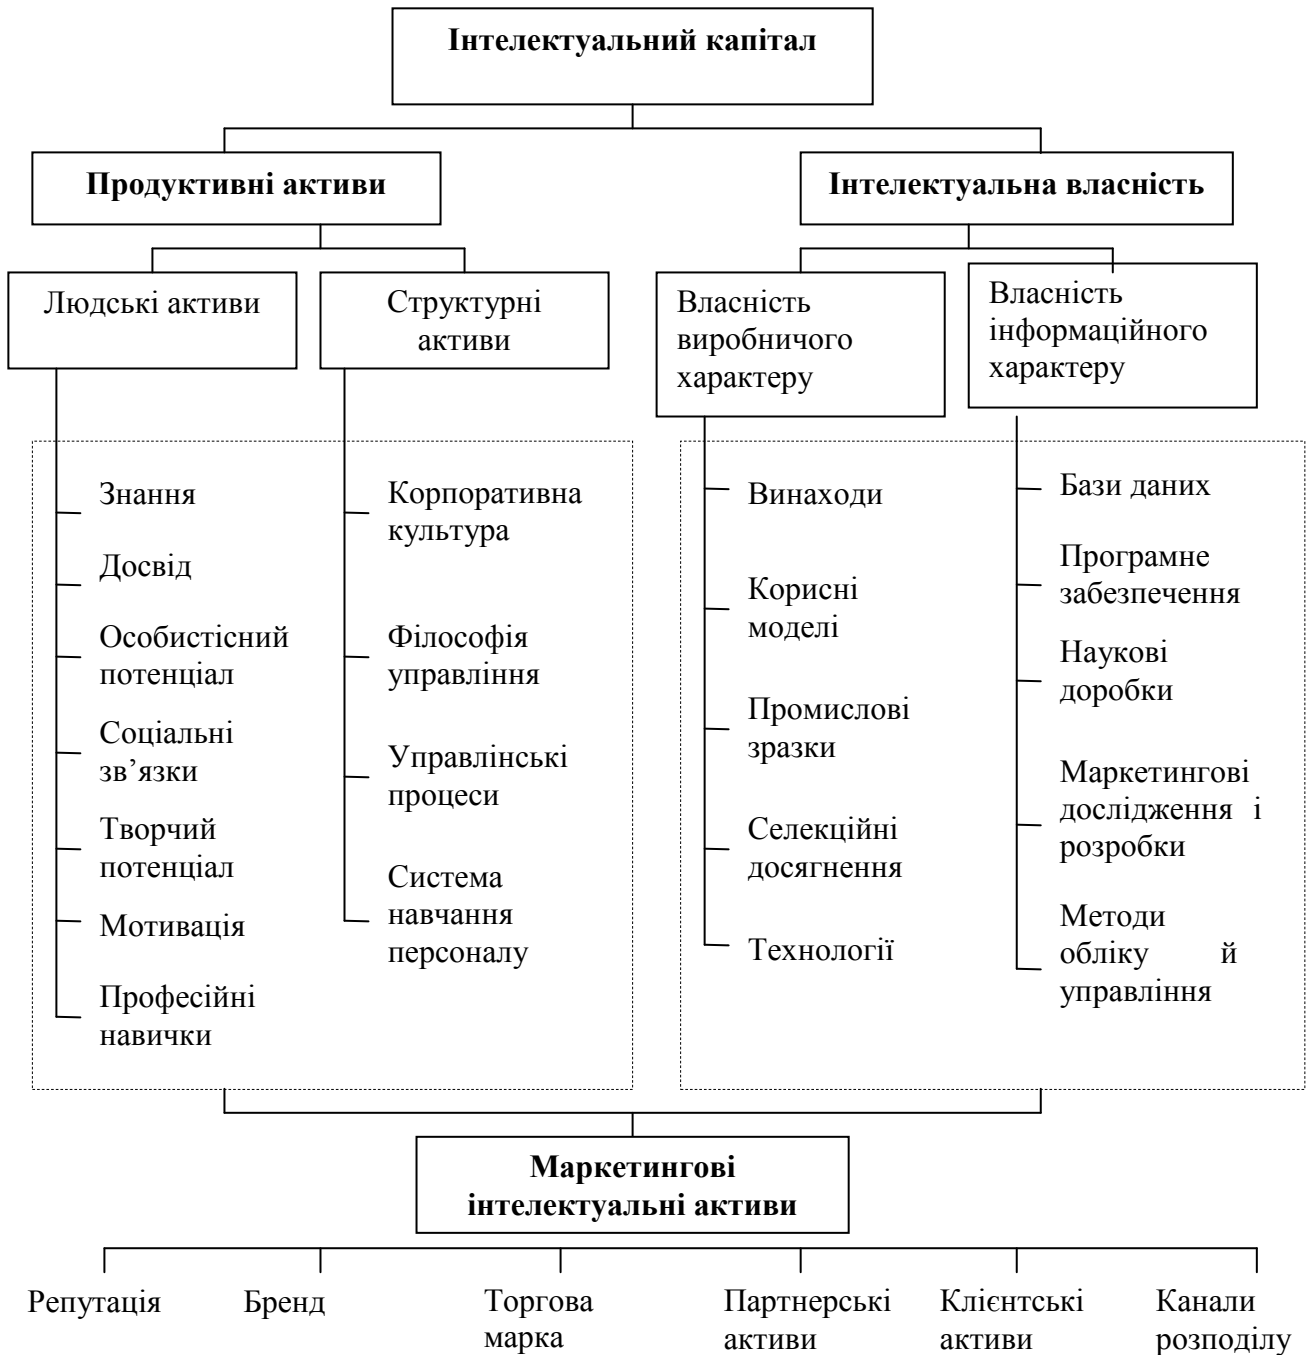 Інтелектуальний капітал
Продуктивні активи
Інтелектуальна власність
Людські активи
Структурні
активи
Власність
виробничого
характеру
Власність
інформаційного
характеру
Знання
Досвід
Особистісний
потенціал
Соціальні
зв’язки
Творчий
потенціал
Мотивація
Професійні
навички
Корпоративна
культура
Філософія
управління
Управлінські
процеси
Система
навчання
персоналу
Винаходи
Корисні
моделі
Промислові
зразки
Селекційні
досягнення
Технології
Бази даних
Програмне
забезпечення
Наукові
доробки
Маркетингові
дослідження і
розробки
Методи
обліку й
управління
Маркетингові
інтелектуальні активи
Репутація
Бренд
Торгова
марка
Партнерські
активи
Клієнтські
активи
Канали
розподілу